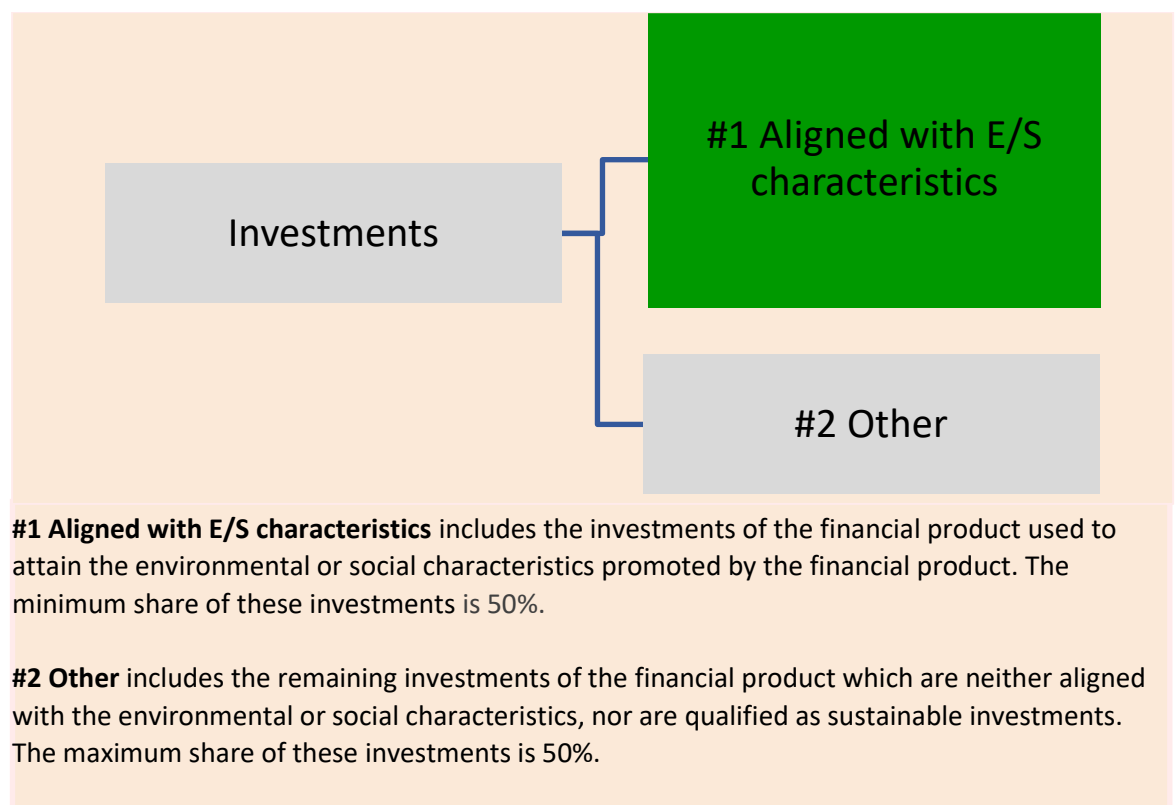 #1 Aligned with E/S
characteristics
Investments
#2 Other
#1 Aligned with E/S characteristics includes the investments of the financial product used to
attain the environmental or social characteristics promoted by the financial product. The
minimum share of these investments is 50%.
#2 Other includes the remaining investments of the financial product which are neither aligned
with the environmental or social characteristics, nor are qualified as sustainable investments.
The maximum share of these investments is 50%.